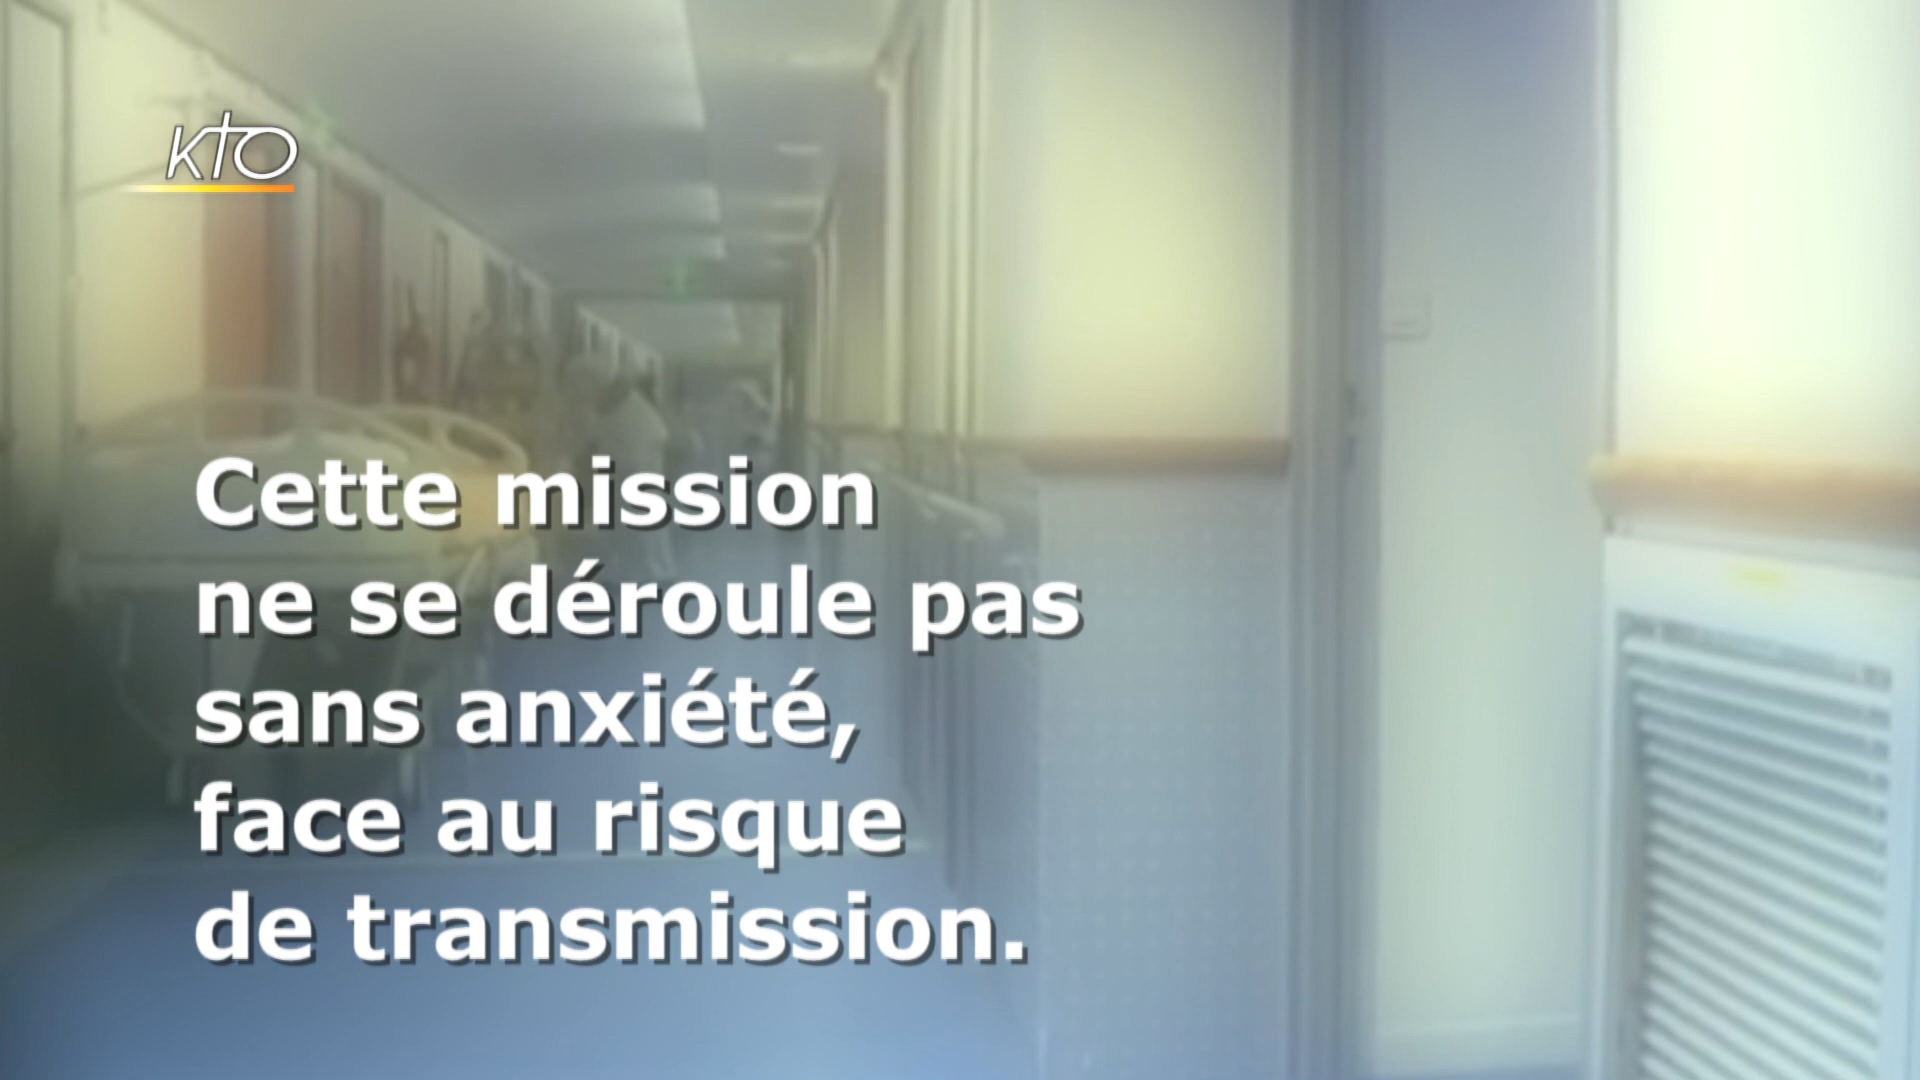 KTO
Cette mission
ne se déroule pas
sans anxiété,
face au risque
de transmission.